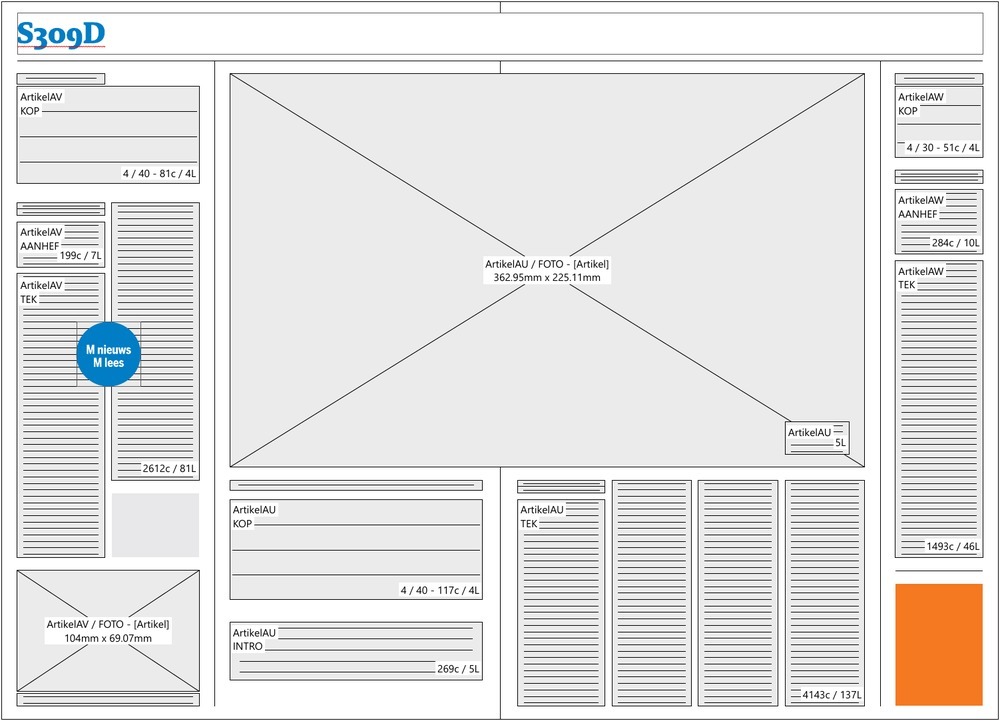 S309D
ArtikelAV
KOP
4 / 40 - 81c / 4L
ArtikelAV
AANHEF
199c / 7L
ArtikelAV
TEK
M nieuws
M lees
2612c / 81L
ArtikelAV / FOTO - [Artikel]
104mm x 69.07mm
ArtikelAU / FOTO - [Artikel]
362.95mm x 225.11mm
ArtikelAU
5L
ArtikelAU
KOP
4 / 40 - 117c / 4L
ArtikelAU
INTRO
269c / 5L
ArtikelAU
TEK
4143c / 137L
ArtikelAW
KOP
4 / 30 - 51c / 4L
ArtikelAW
AANHEF
284c / 10L
ArtikelAW
TEK
1493c / 46L